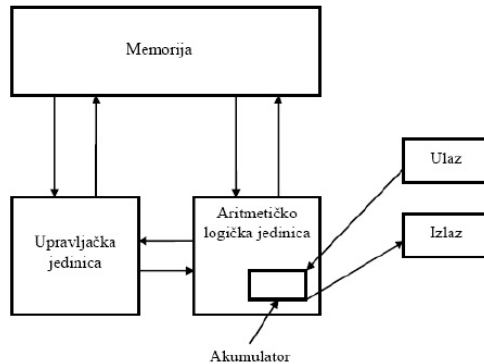 Memorija
Ulaz
Aritmetičko
logička jedinica
Upravljačka
jedinica
Izlaz
Akumulator